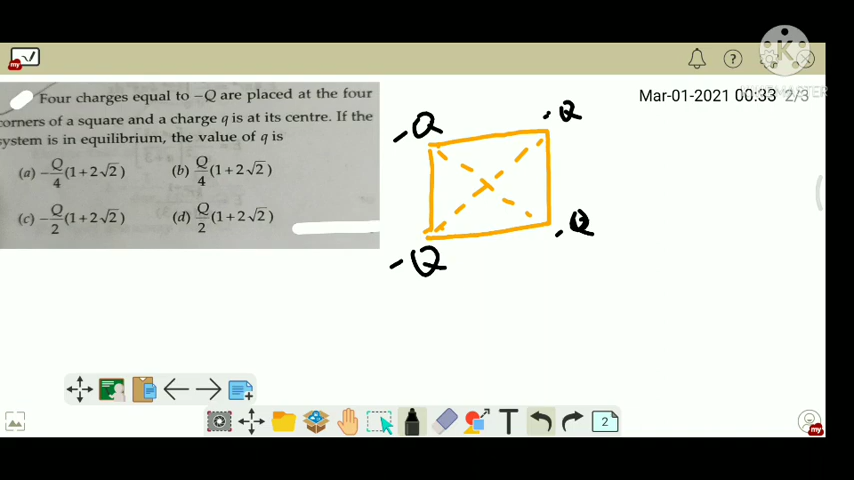 Mar-01-2021 00:33 2/3
Four charges equal to −Q are placed at the four
corners of a square and a charge q is at its centre. If the
system is in equilibrium, the value of q is
(a) −Q/4(1+2√2) (b) Q/4(1+2√2)
(c) −Q/2(1+2√2) (d) Q/2(1+2√2)
-Q -Q
-Q -Q
T 2
my
my
K